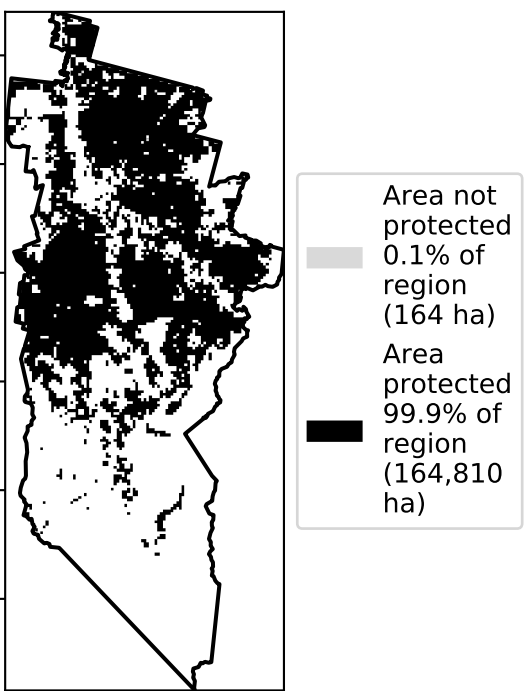 Area not
protected
0.1% of
region
(164 ha)
Area
protected
99.9% of
region
(164,810
ha)